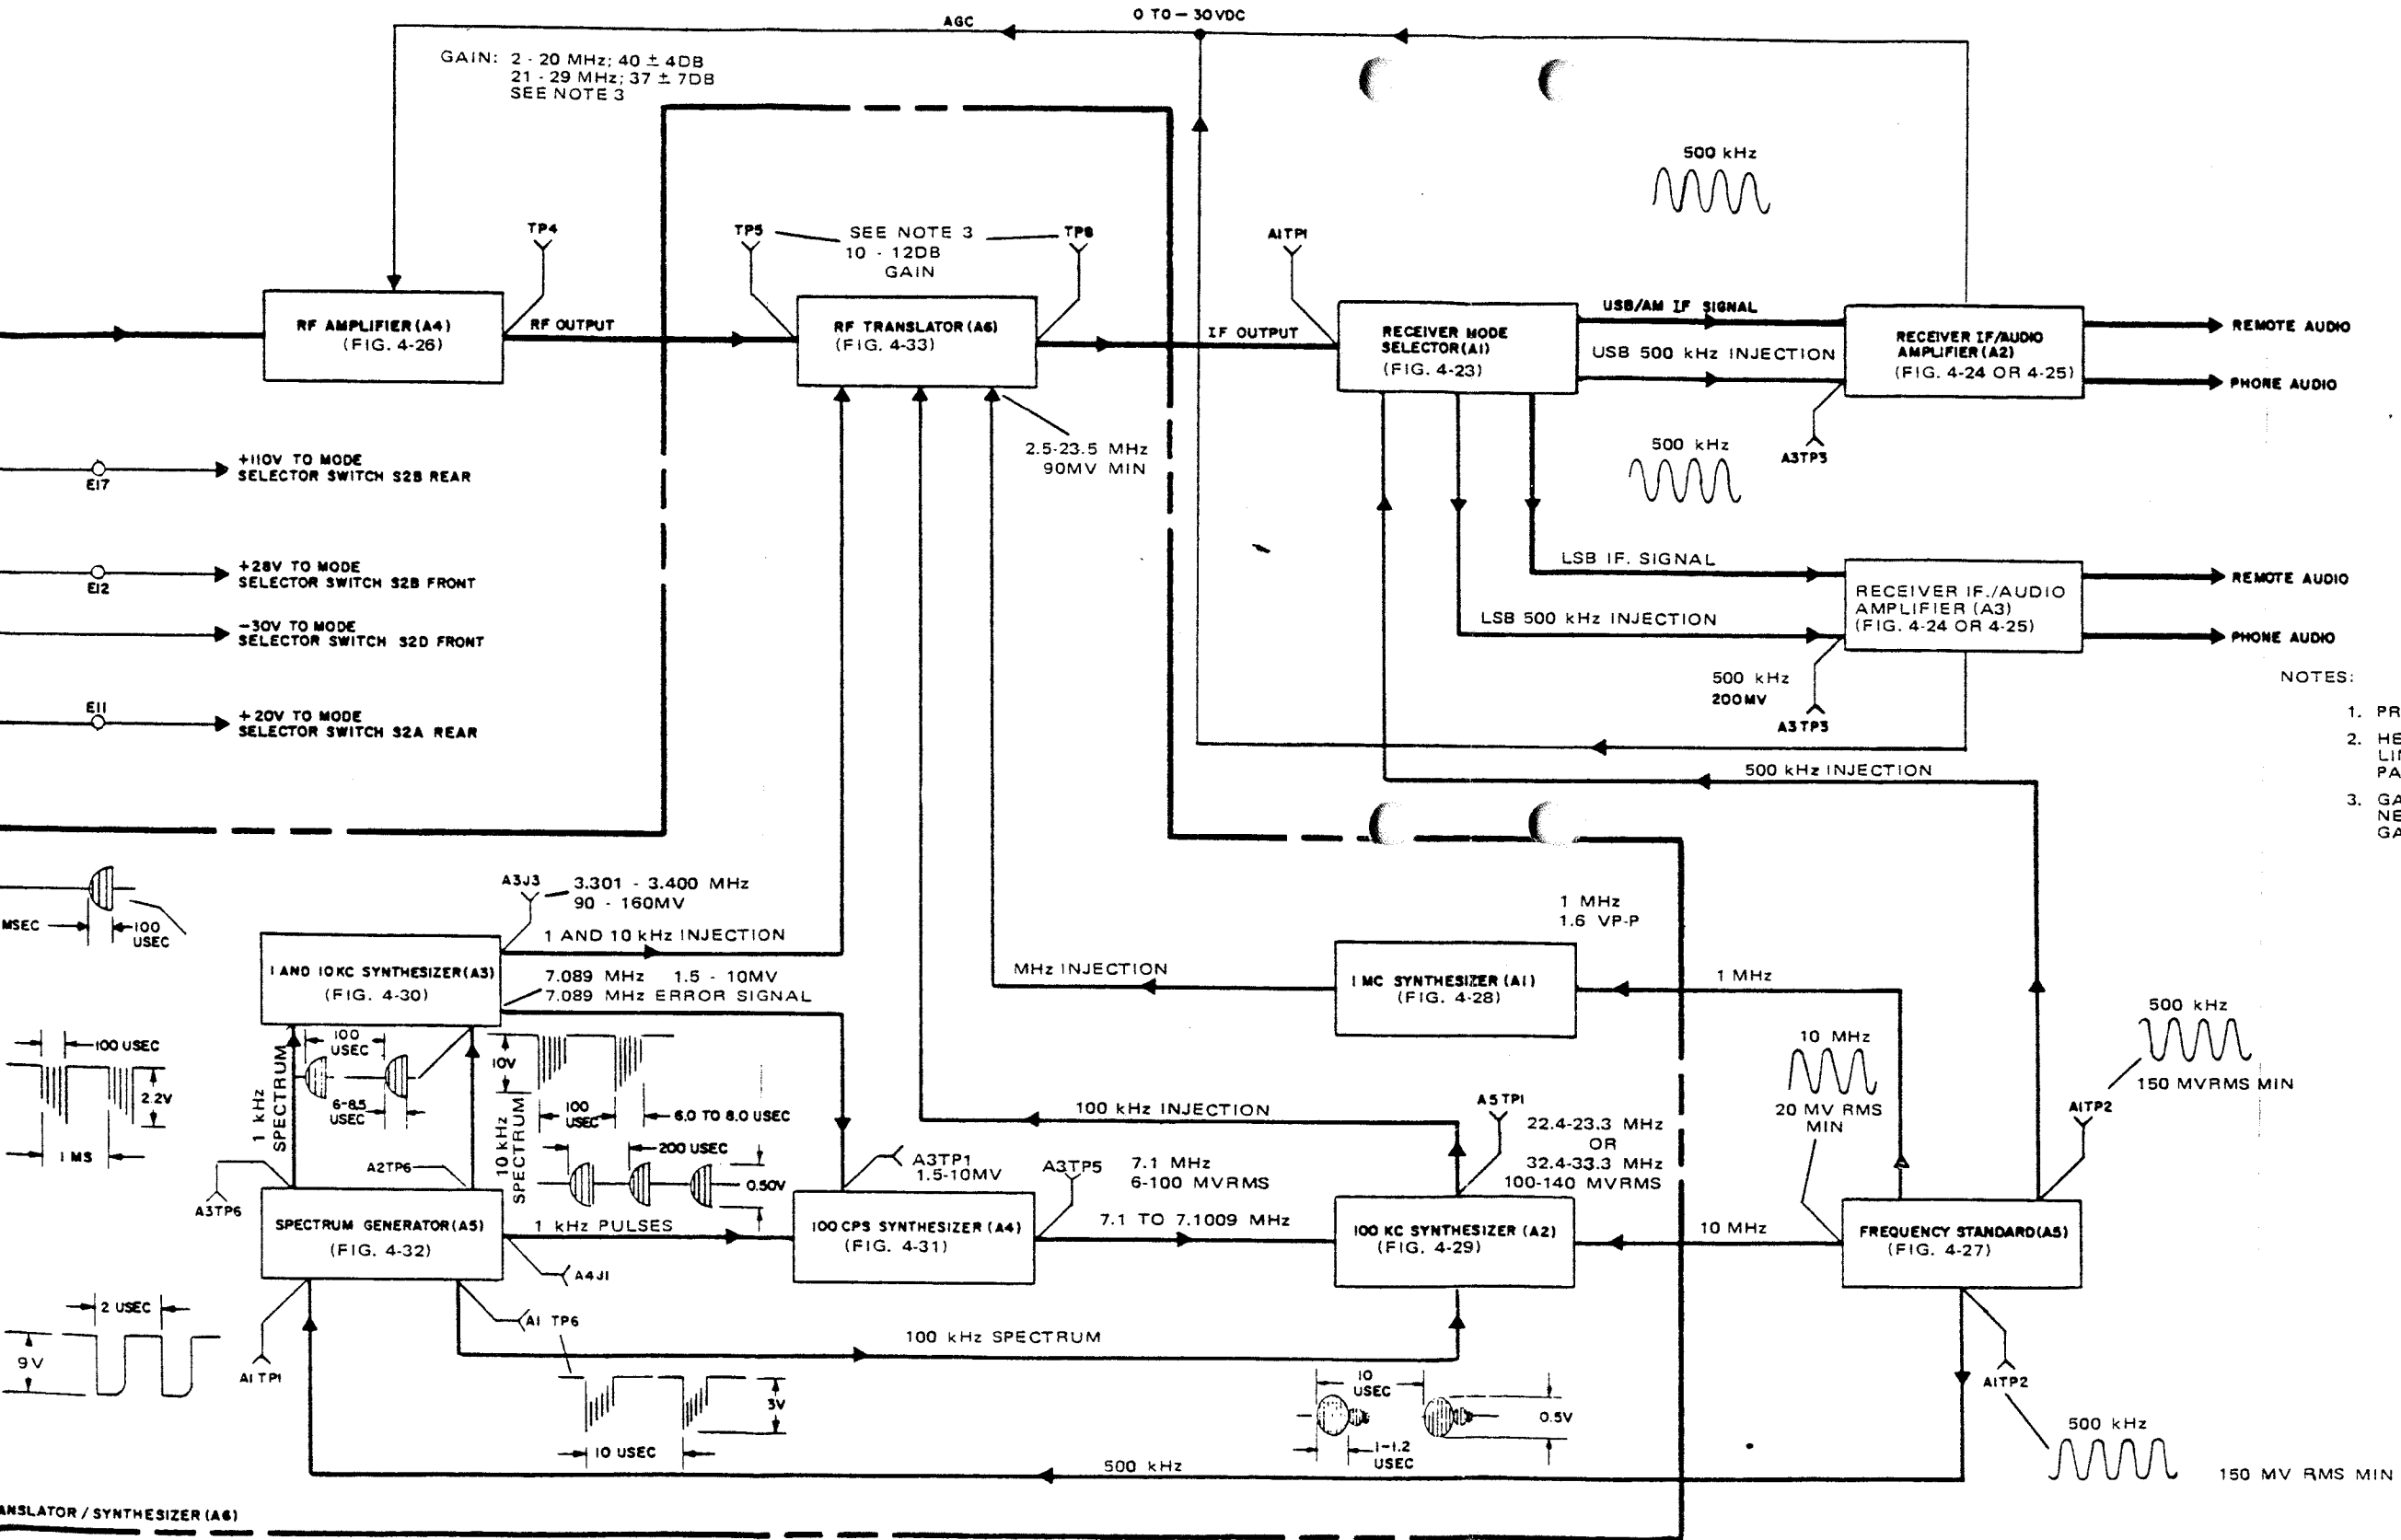 AGC
0 TO -30VDC
GAIN: 2 - 20 MHz; 40 ± 4DB
21 - 29 MHz; 37 ± 7DB
SEE NOTE 3
500 kHz
TP4
TP5
SEE NOTE 3
10 - 12DB
GAIN
TP8
A1TP1
RF AMPLIFIER (A4)
(FIG. 4-26)
RF OUTPUT
RF TRANSLATOR (A6)
(FIG. 4-33)
IF OUTPUT
RECEIVER MODE
SELECTOR (A1)
(FIG. 4-23)
USB/AM IF SIGNAL
USB 500 kHz INJECTION
RECEIVER IF/AUDIO
AMPLIFIER (A2)
(FIG. 4-24 OR 4-25)
REMOTE AUDIO
PHONE AUDIO
A3TP3
2.5-23.5 MHz
90MV MIN
500 kHz
E17
+110V TO MODE
SELECTOR SWITCH S2B REAR
E12
+28V TO MODE
SELECTOR SWITCH S2B FRONT
-30V TO MODE
SELECTOR SWITCH S2D FRONT
E11
+20V TO MODE
SELECTOR SWITCH S2A REAR
LSB IF. SIGNAL
LSB 500 kHz INJECTION
RECEIVER IF./AUDIO
AMPLIFIER (A3)
(FIG. 4-24 OR 4-25)
REMOTE AUDIO
PHONE AUDIO
500 kHz
200MV
A3TP3
500 kHz INJECTION
NOTES:
1. PR
2. HE
LIN
PA
3. GA
NE
GA
MSEC
100
USEC
A3J3
3.301 - 3.400 MHz
90 - 160MV
1 AND 10 kHz INJECTION
1 AND 10KC SYNTHESIZER (A3)
(FIG. 4-30)
7.089 MHz 1.5 - 10MV
7.089 MHz ERROR SIGNAL
MHz INJECTION
1 MC SYNTHESIZER (A1)
(FIG. 4-28)
1 MHz
1.6 VP-P
1 MHz
100 USEC
2.2V
1 MS
1 kHz
SPECTRUM
100
USEC
6-8.5
USEC
10V
10 kHz
SPECTRUM
100
USEC
6.0 TO 8.0 USEC
200 USEC
0.50V
100 kHz INJECTION
A5TP1
22.4-23.3 MHz
OR
32.4-33.3 MHz
100-140 MVRMS
10 MHz
20 MV RMS
MIN
500 kHz
150 MVRMS MIN
A1TP2
A3TP6
A2TP6
A3TP1
1.5-10MV
A3TP5
7.1 MHz
6-100 MVRMS
SPECTRUM GENERATOR (A5)
(FIG. 4-32)
1 kHz PULSES
100 CPS SYNTHESIZER (A4)
(FIG. 4-31)
7.1 TO 7.1009 MHz
100 KC SYNTHESIZER (A2)
(FIG. 4-29)
10 MHz
FREQUENCY STANDARD (A5)
(FIG. 4-27)
A4J1
A1 TP6
100 kHz SPECTRUM
2 USEC
9V
A1TP1
3V
10 USEC
10
USEC
0.5V
1-1.2
USEC
A1TP2
500 kHz
500 kHz
150 MV RMS MIN
ANSLATOR / SYNTHESIZER (A6)